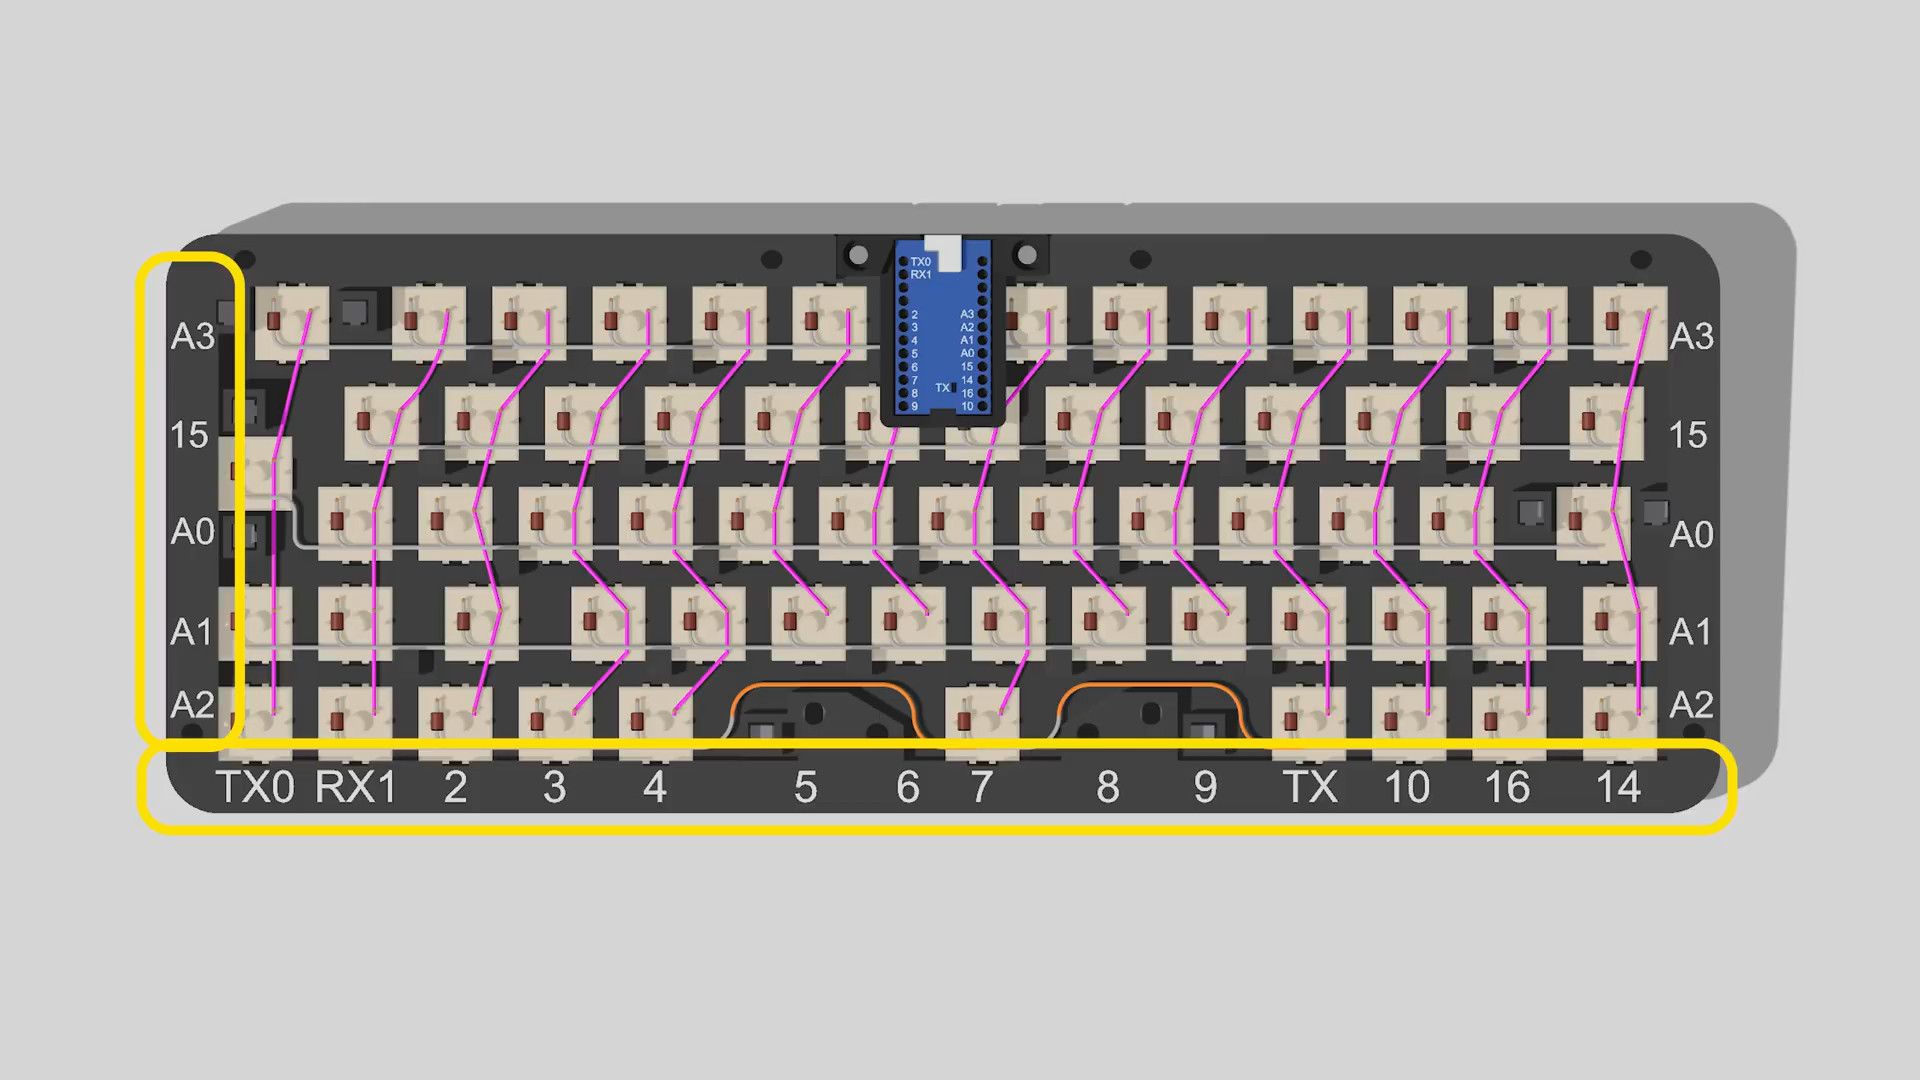 TX0
RX1
2 A3
3 A2
4 A1
5 A0
6 15
7 14
8 16
9 10
TX
A3 A3
15 15
A0 A0
A1 A1
A2 A2
TX0 RX1 2 3 4 5 6 7 8 9 TX 10 16 14